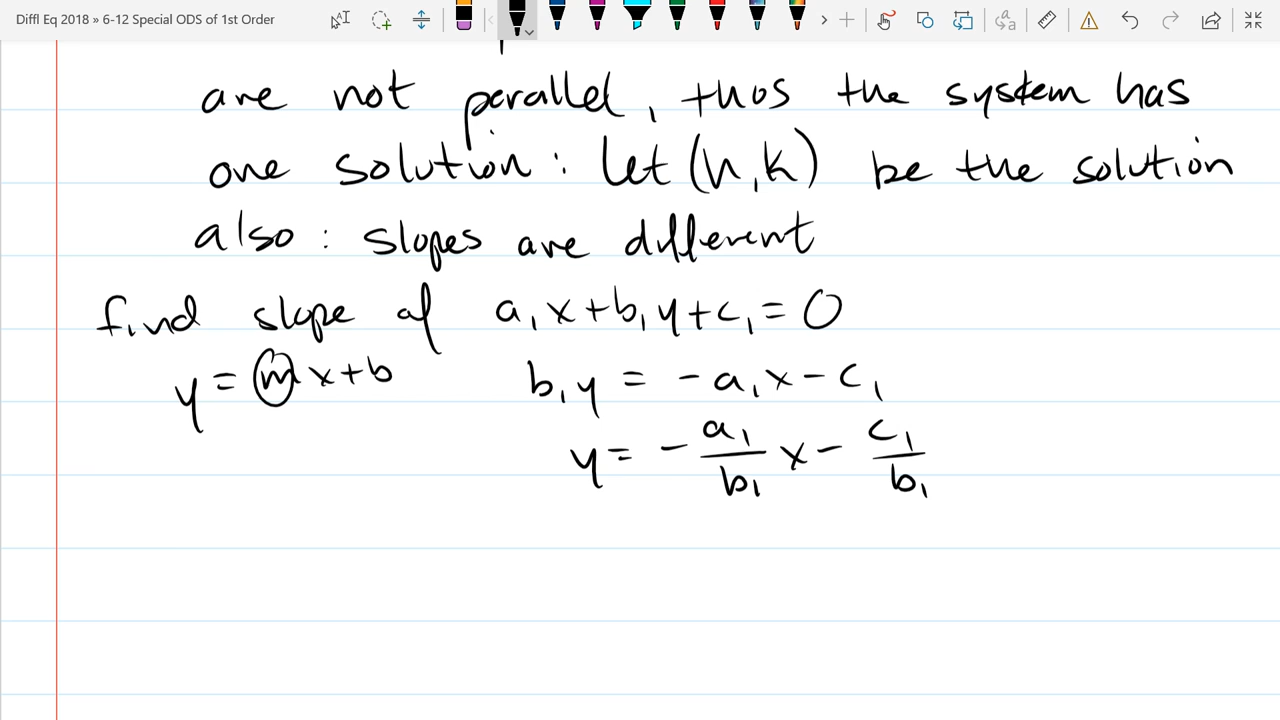 Diffl Eq 2018 » 6-12 Special ODS of 1st Order
are not parallel, thus the system has
one solution: let (h,k) be the solution
also: slopes are different
find slope of a₁x+b₁y+c₁=0
y = mx+b b₁y = -a₁x-c₁
y = -a₁/b₁ x - c₁/b₁